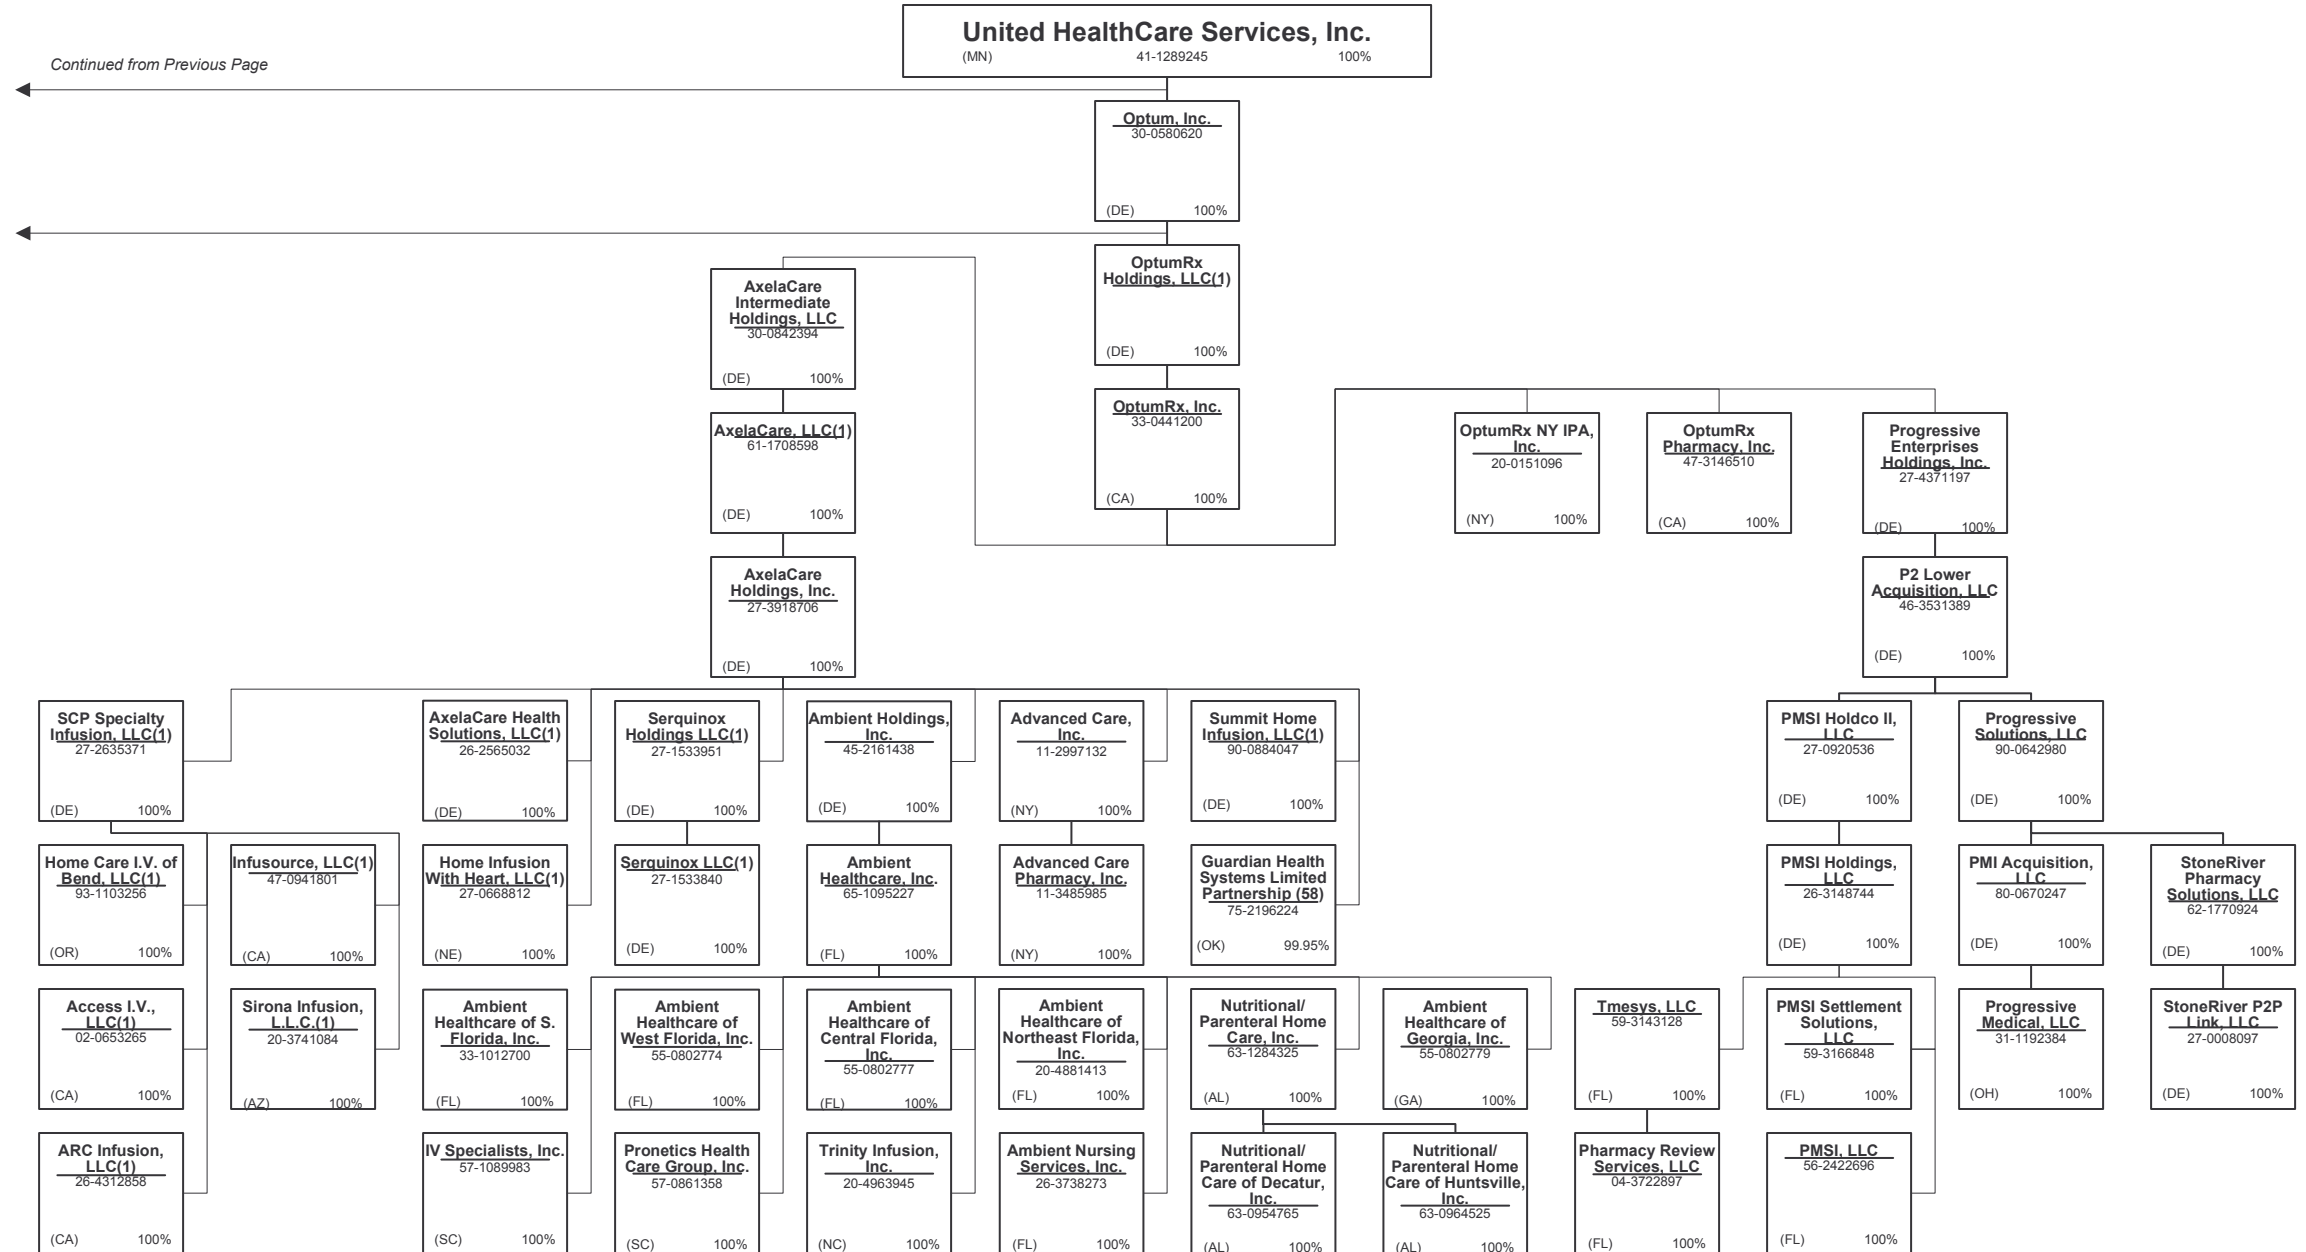 United HealthCare Services, Inc.
(MN) 41-1289245 100%
Continued from Previous Page
Optum, Inc.
30-0580620
(DE) 100%
OptumRx
Holdings, LLC(1)
(DE) 100%
AxelaCare
Intermediate
Holdings, LLC
30-0842394
(DE) 100%
OptumRx, Inc.
33-0441200
(CA) 100%
AxelaCare, LLC(1)
61-1708598
(DE) 100%
OptumRx NY IPA,
Inc.
20-0151096
(NY) 100%
OptumRx
Pharmacy, Inc.
47-3146510
(CA) 100%
Progressive
Enterprises
Holdings, Inc.
27-4371197
(DE) 100%
AxelaCare
Holdings, Inc.
27-3918706
(DE) 100%
P2 Lower
Acquisition, LLC
46-3531389
(DE) 100%
SCP Specialty
Infusion, LLC(1)
27-2635371
(DE) 100%
AxelaCare Health
Solutions, LLC(1)
26-2565032
(DE) 100%
Serquinox
Holdings LLC(1)
27-1533951
(DE) 100%
Ambient Holdings,
Inc.
45-2161438
(DE) 100%
Advanced Care,
Inc.
11-2997132
(NY) 100%
Summit Home
Infusion, LLC(1)
90-0884047
(DE) 100%
PMSI Holdco II,
LLC
27-0920536
(DE) 100%
Progressive
Solutions, LLC
90-0642980
(DE) 100%
Home Care I.V. of
Bend, LLC(1)
93-1103256
(OR) 100%
Infusource, LLC(1)
47-0941801
(CA) 100%
Home Infusion
With Heart, LLC(1)
27-0668812
(NE) 100%
Serquinox LLC(1)
27-1533840
(DE) 100%
Ambient
Healthcare, Inc.
65-1095227
(FL) 100%
Advanced Care
Pharmacy, Inc.
11-3485985
(NY) 100%
Guardian Health
Systems Limited
Partnership (58)
75-2196224
(OK) 99.95%
PMSI Holdings,
LLC
26-3148744
(DE) 100%
PMI Acquisition,
LLC
80-0670247
(DE) 100%
StoneRiver
Pharmacy
Solutions, LLC
62-1770924
(DE) 100%
Access I.V.,
LLC(1)
02-0653265
(CA) 100%
Sirona Infusion,
L.L.C.(1)
20-3741084
(AZ) 100%
Ambient
Healthcare of S.
Florida, Inc.
33-1012700
(FL) 100%
Ambient
Healthcare of
West Florida, Inc.
55-0802774
(FL) 100%
Ambient
Healthcare of
Central Florida,
Inc.
55-0802777
(FL) 100%
Ambient
Healthcare of
Northeast Florida,
Inc.
20-4881413
(FL) 100%
Nutritional/
Parenteral Home
Care, Inc.
63-1284325
(AL) 100%
Ambient
Healthcare of
Georgia, Inc.
55-0802779
(GA) 100%
Tmesys, LLC
59-3143128
(FL) 100%
PMSI Settlement
Solutions,
LLC
59-3166848
(FL) 100%
Progressive
Medical, LLC
31-1192384
(OH) 100%
StoneRiver P2P
Link, LLC
27-0008097
(DE) 100%
ARC Infusion,
LLC(1)
26-4312858
(CA) 100%
IV Specialists, Inc.
57-1089983
(SC) 100%
Pronetics Health
Care Group, Inc.
57-0861358
(SC) 100%
Trinity Infusion,
Inc.
20-4963945
(NC) 100%
Ambient Nursing
Services, Inc.
26-3738273
(FL) 100%
Nutritional/
Parenteral Home
Care of Decatur,
Inc.
63-0954765
(AL) 100%
Nutritional/
Parenteral Home
Care of Huntsville,
Inc.
63-0964525
(AL) 100%
Pharmacy Review
Services, LLC
04-3722897
(FL) 100%
PMSI, LLC
56-2422696
(FL) 100%